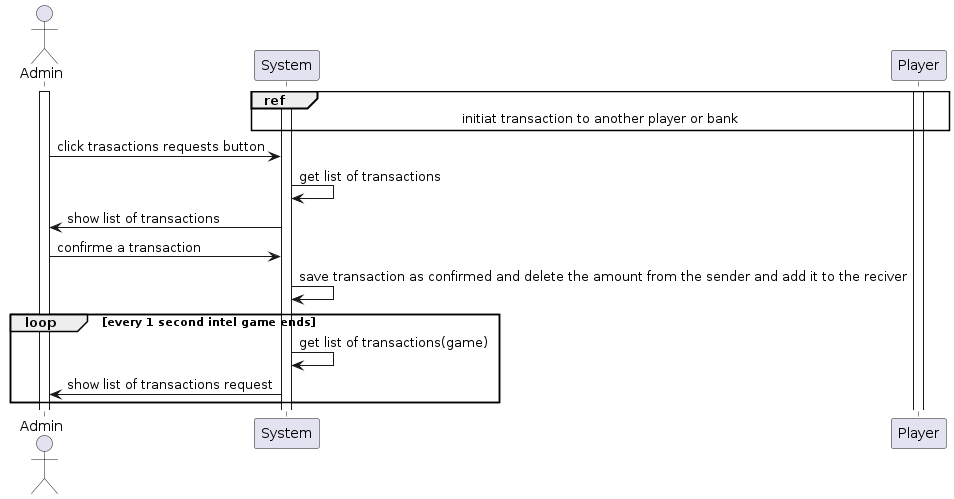 Admin
System
Player
ref
initiat transaction to another player or bank
click trasactions requests button
get list of transactions
show list of transactions
confirme a transaction
save transaction as confirmed and delete the amount from the sender and add it to the reciver
loop [every 1 second intel game ends]
get list of transactions(game)
show list of transactions request
Admin
System
Player